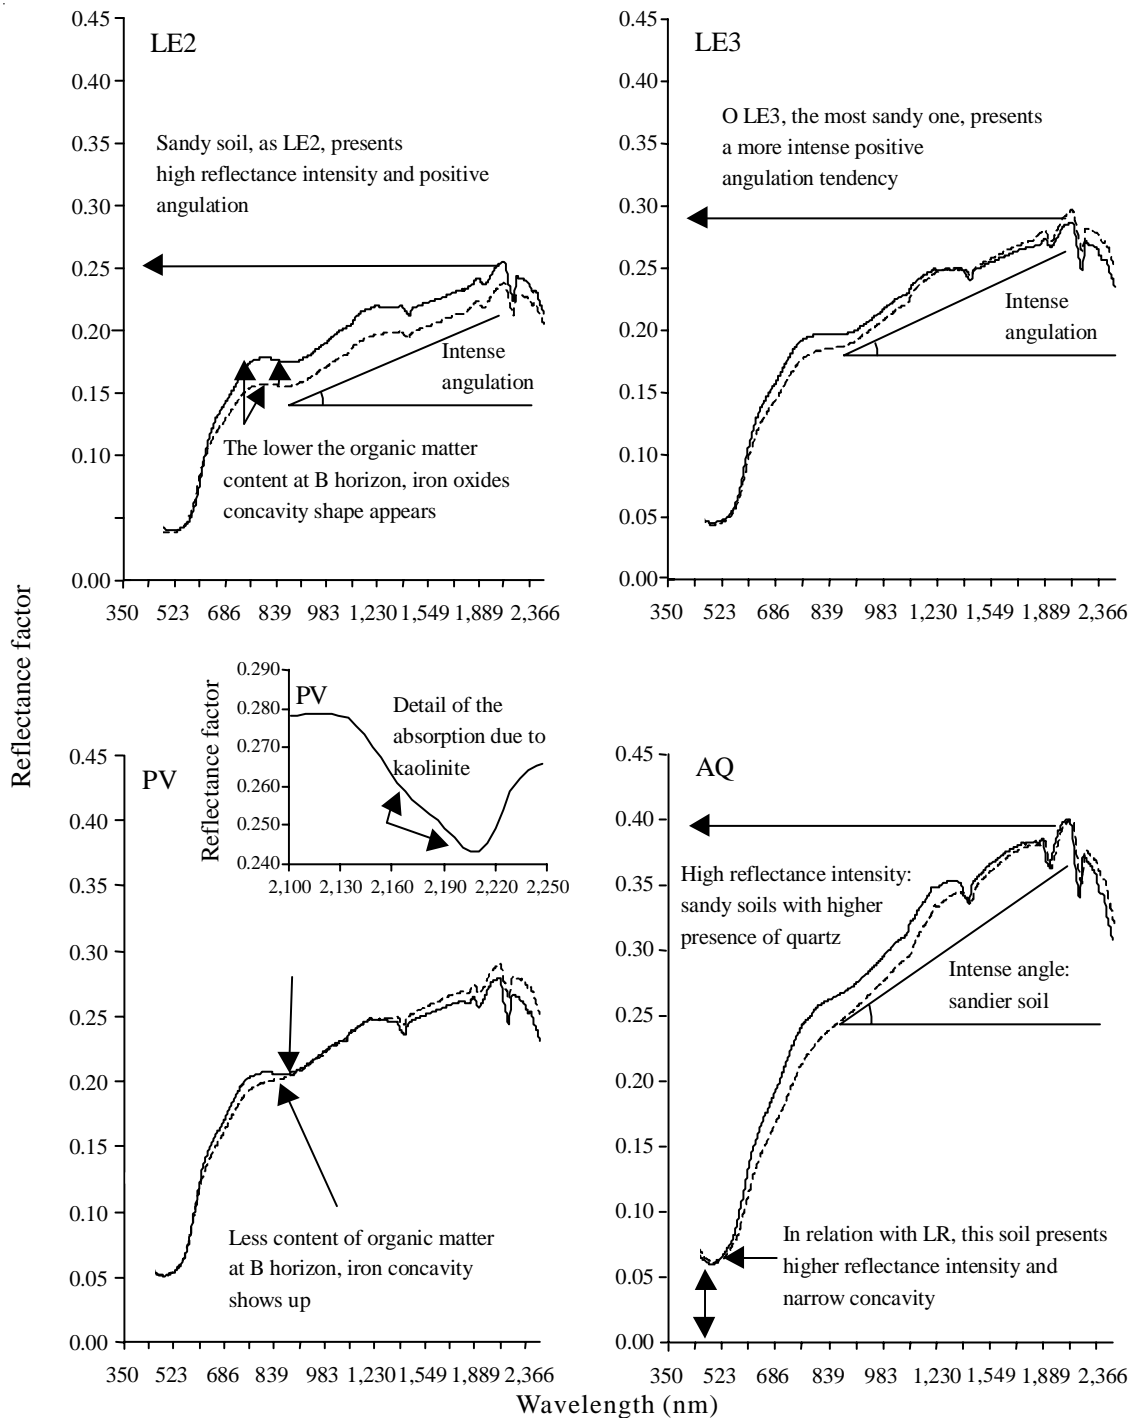 LE2
0.45
0.40
0.35
0.30
0.25
0.20
0.15
0.10
0.05
0.00
Sandy soil, as LE2, presents
high reflectance intensity and positive
angulation
Intense
angulation
The lower the organic matter
content at B horizon, iron oxides
concavity shape appears
350 523 686 839 983 1,230 1,549 1,889 2,366
LE3
0.45
0.40
0.35
0.30
0.25
0.20
0.15
0.10
0.05
0.00
O LE3, the most sandy one, presents
a more intense positive
angulation tendency
Intense
angulation
350 523 686 839 983 1,230 1,549 1,889 2,366
Reflectance factor
PV
0.45
0.40
0.35
0.30
0.25
0.20
0.15
0.10
0.05
0.00
Reflectance factor
0.290
0.280
0.270
0.260
0.250
0.240
PV
Detail of the
absorption due to
kaolinite
2,100 2,130 2,160 2,190 2,220 2,250
Less content of organic matter
at B horizon, iron concavity
shows up
350 523 686 839 983 1,230 1,549 1,889 2,366
AQ
0.45
0.40
0.35
0.30
0.25
0.20
0.15
0.10
0.05
0.00
High reflectance intensity:
sandy soils with higher
presence of quartz
Intense angle:
sandier soil
In relation with LR, this soil presents
higher reflectance intensity and
narrow concavity
350 523 686 839 983 1,230 1,549 1,889 2,366
Wavelength (nm)